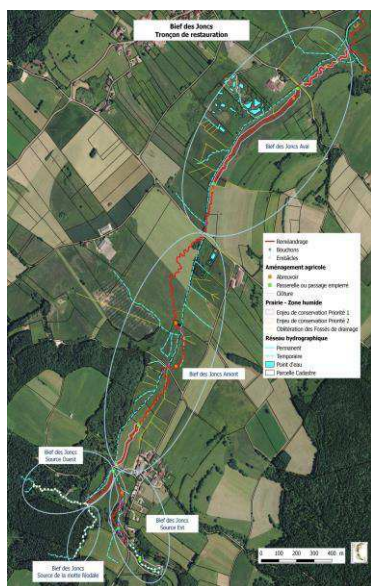 Bief des Joncs
Tronçon de restauration
Bief des Joncs Aval
Reméandrage
Bouchons
Entâcles
Aménagement agricole
Abreuvoir
Passerelle ou passage empierré
Clôture
Prairie - Zone humide
Enjeu de conservation Priorité 1
Enjeu de conservation Priorité 2
Oblitération des Fossés de drainage
Réseau hydrographique
Permanent
Temporaire
Point d'eau
Parcelle Cadastre
Bief des Joncs Amont
Bief des Joncs
Source Ouest
Bief des Joncs
Source Est
Bief des Joncs
Source de la motte Nodale
0 100 200 300 400 m